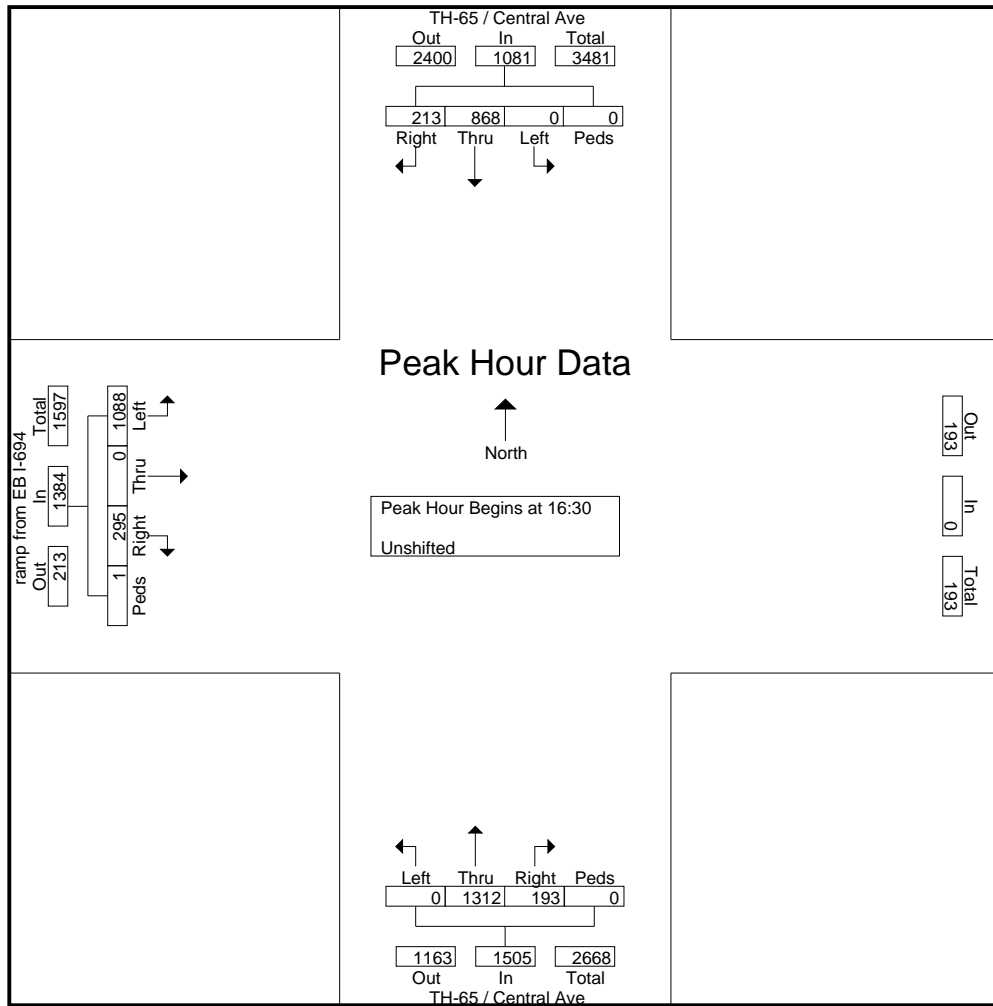 TH-65 / Central Ave
Out In Total
2400 1081 3481
213 868 0 0
Right Thru Left Peds
Peak Hour Data
North
Peak Hour Begins at 16:30
Unshifted
ramp from EB I-694
Out In Total
213 1384 1597
1 295 0 1088
Peds Right Thru Left
Out In Total
193 0 193
Left Thru Right Peds
0 1312 193 0
1163 1505 2668
Out In Total
TH-65 / Central Ave